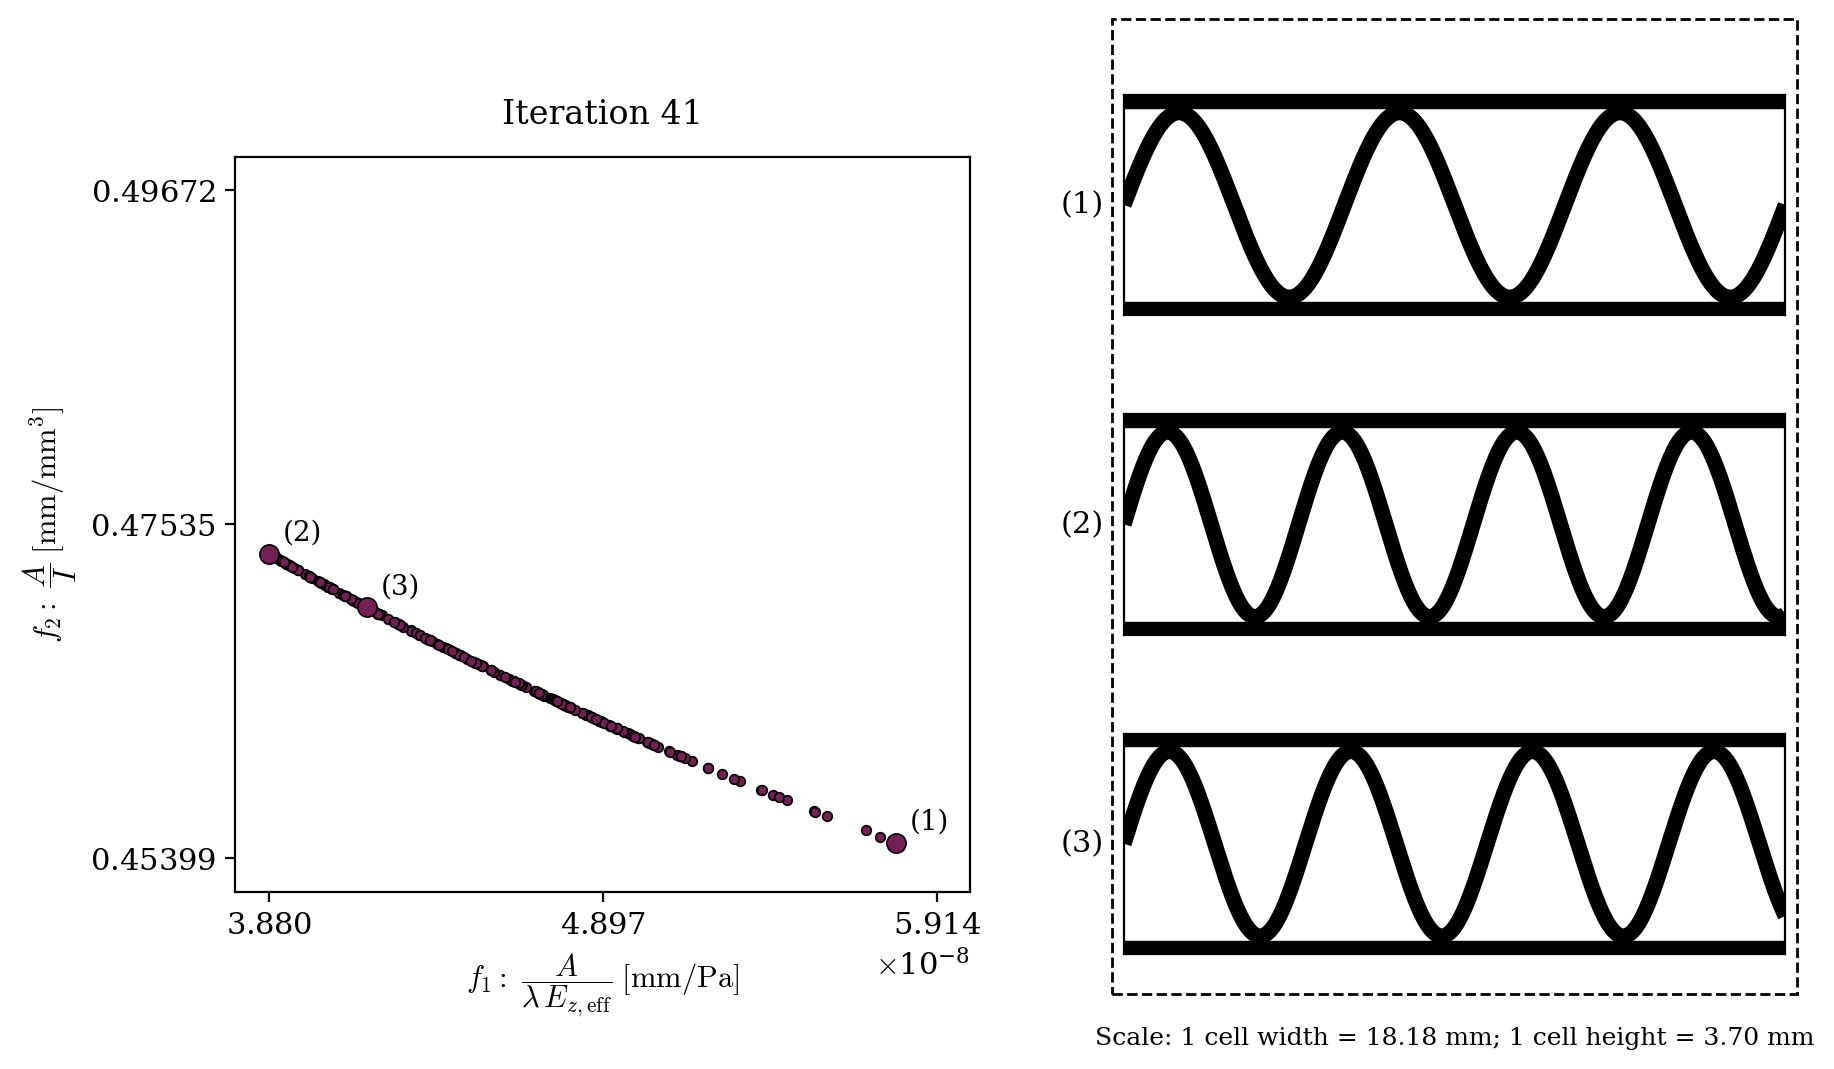 Iteration 41
0.49672
0.47535
0.45399
f₂: A/I [mm/mm³]
(2)
(3)
(1)
3.880 4.897 5.914
×10⁻⁸
f₁: A/(λ E_{z,eff}) [mm/Pa]
(1)
(2)
(3)
Scale: 1 cell width = 18.18 mm; 1 cell height = 3.70 mm